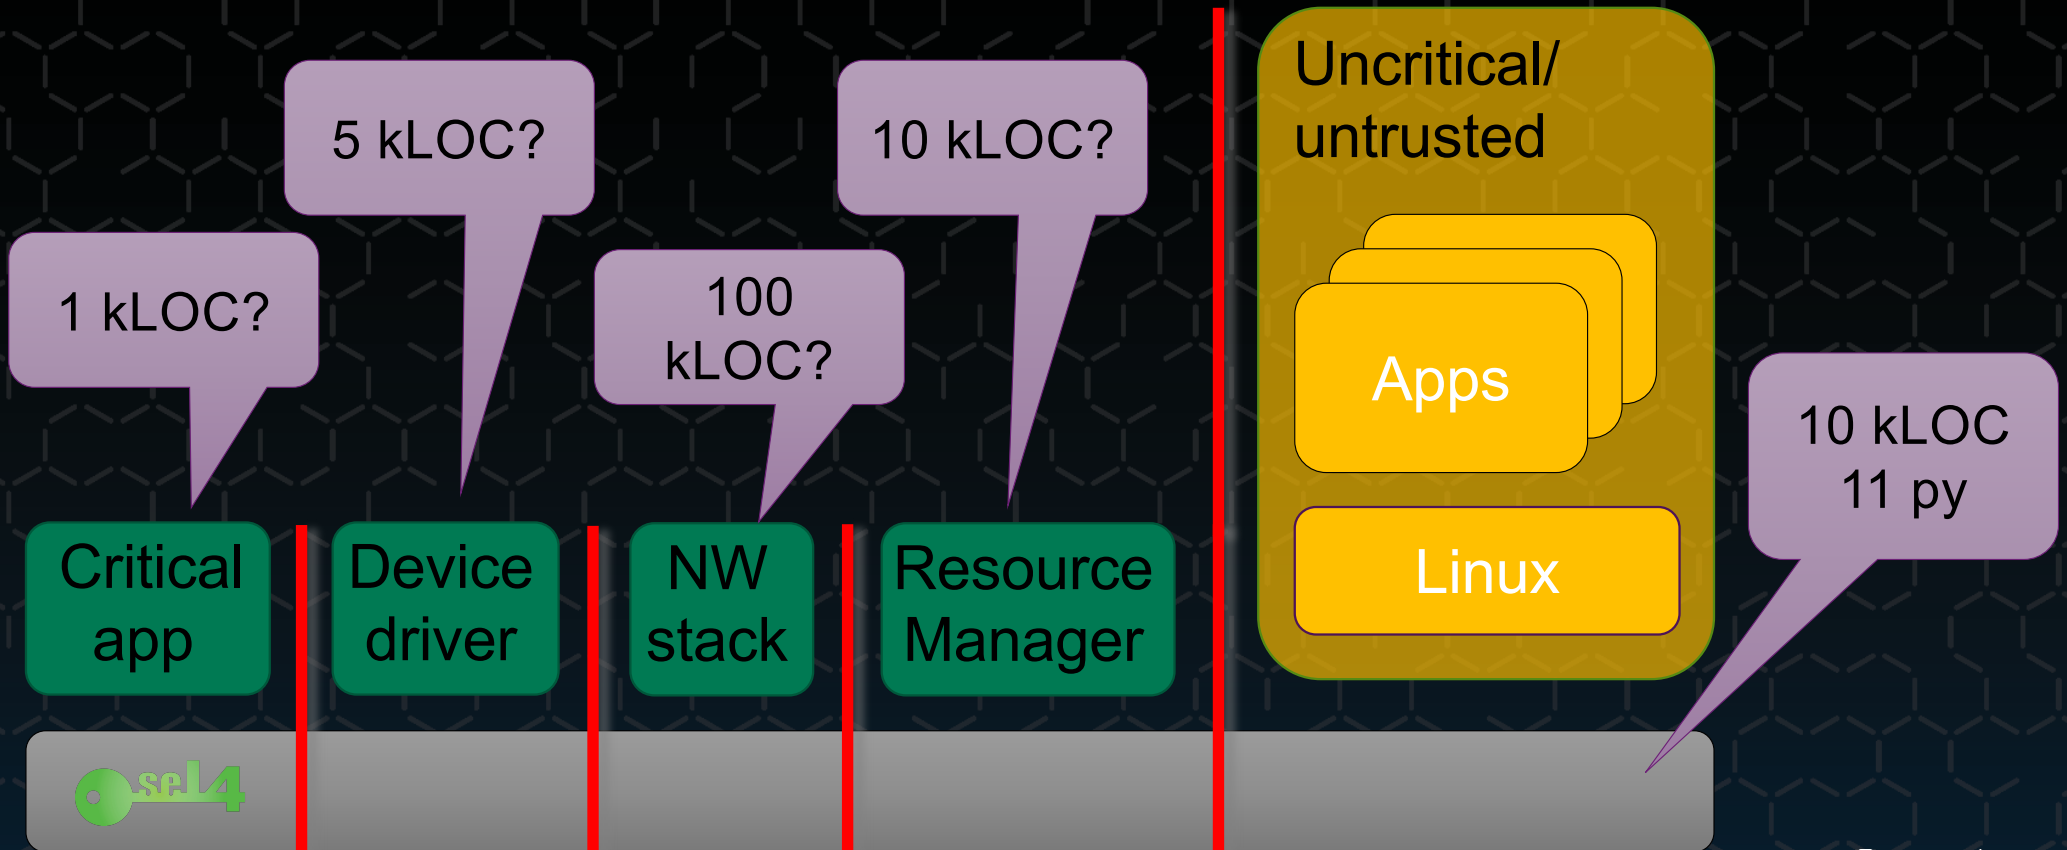 5 kLOC?
10 kLOC?
1 kLOC?
100
kLOC?
Uncritical/
untrusted
Apps
Linux
10 kLOC
11 py
Critical
app
Device
driver
NW
stack
Resource
Manager
seL4